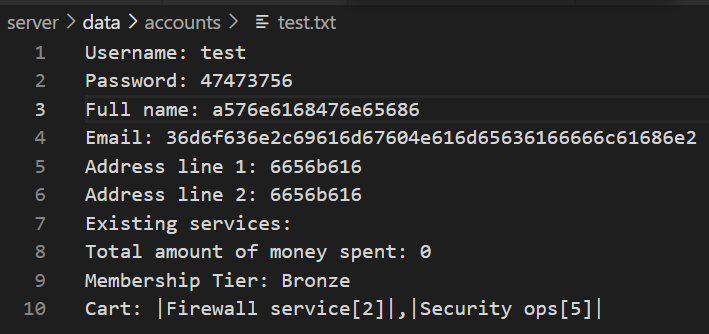 server > data > accounts > test.txt
1 Username: test
2 Password: 47473756
3 Full name: a576e6168476e65686
4 Email: 36d6f636e2c69616d67604e616d65636166666c61686e2
5 Address line 1: 6656b616
6 Address line 2: 6656b616
7 Existing services:
8 Total amount of money spent: 0
9 Membership Tier: Bronze
10 Cart: |Firewall service[2]|,|Security ops[5]|